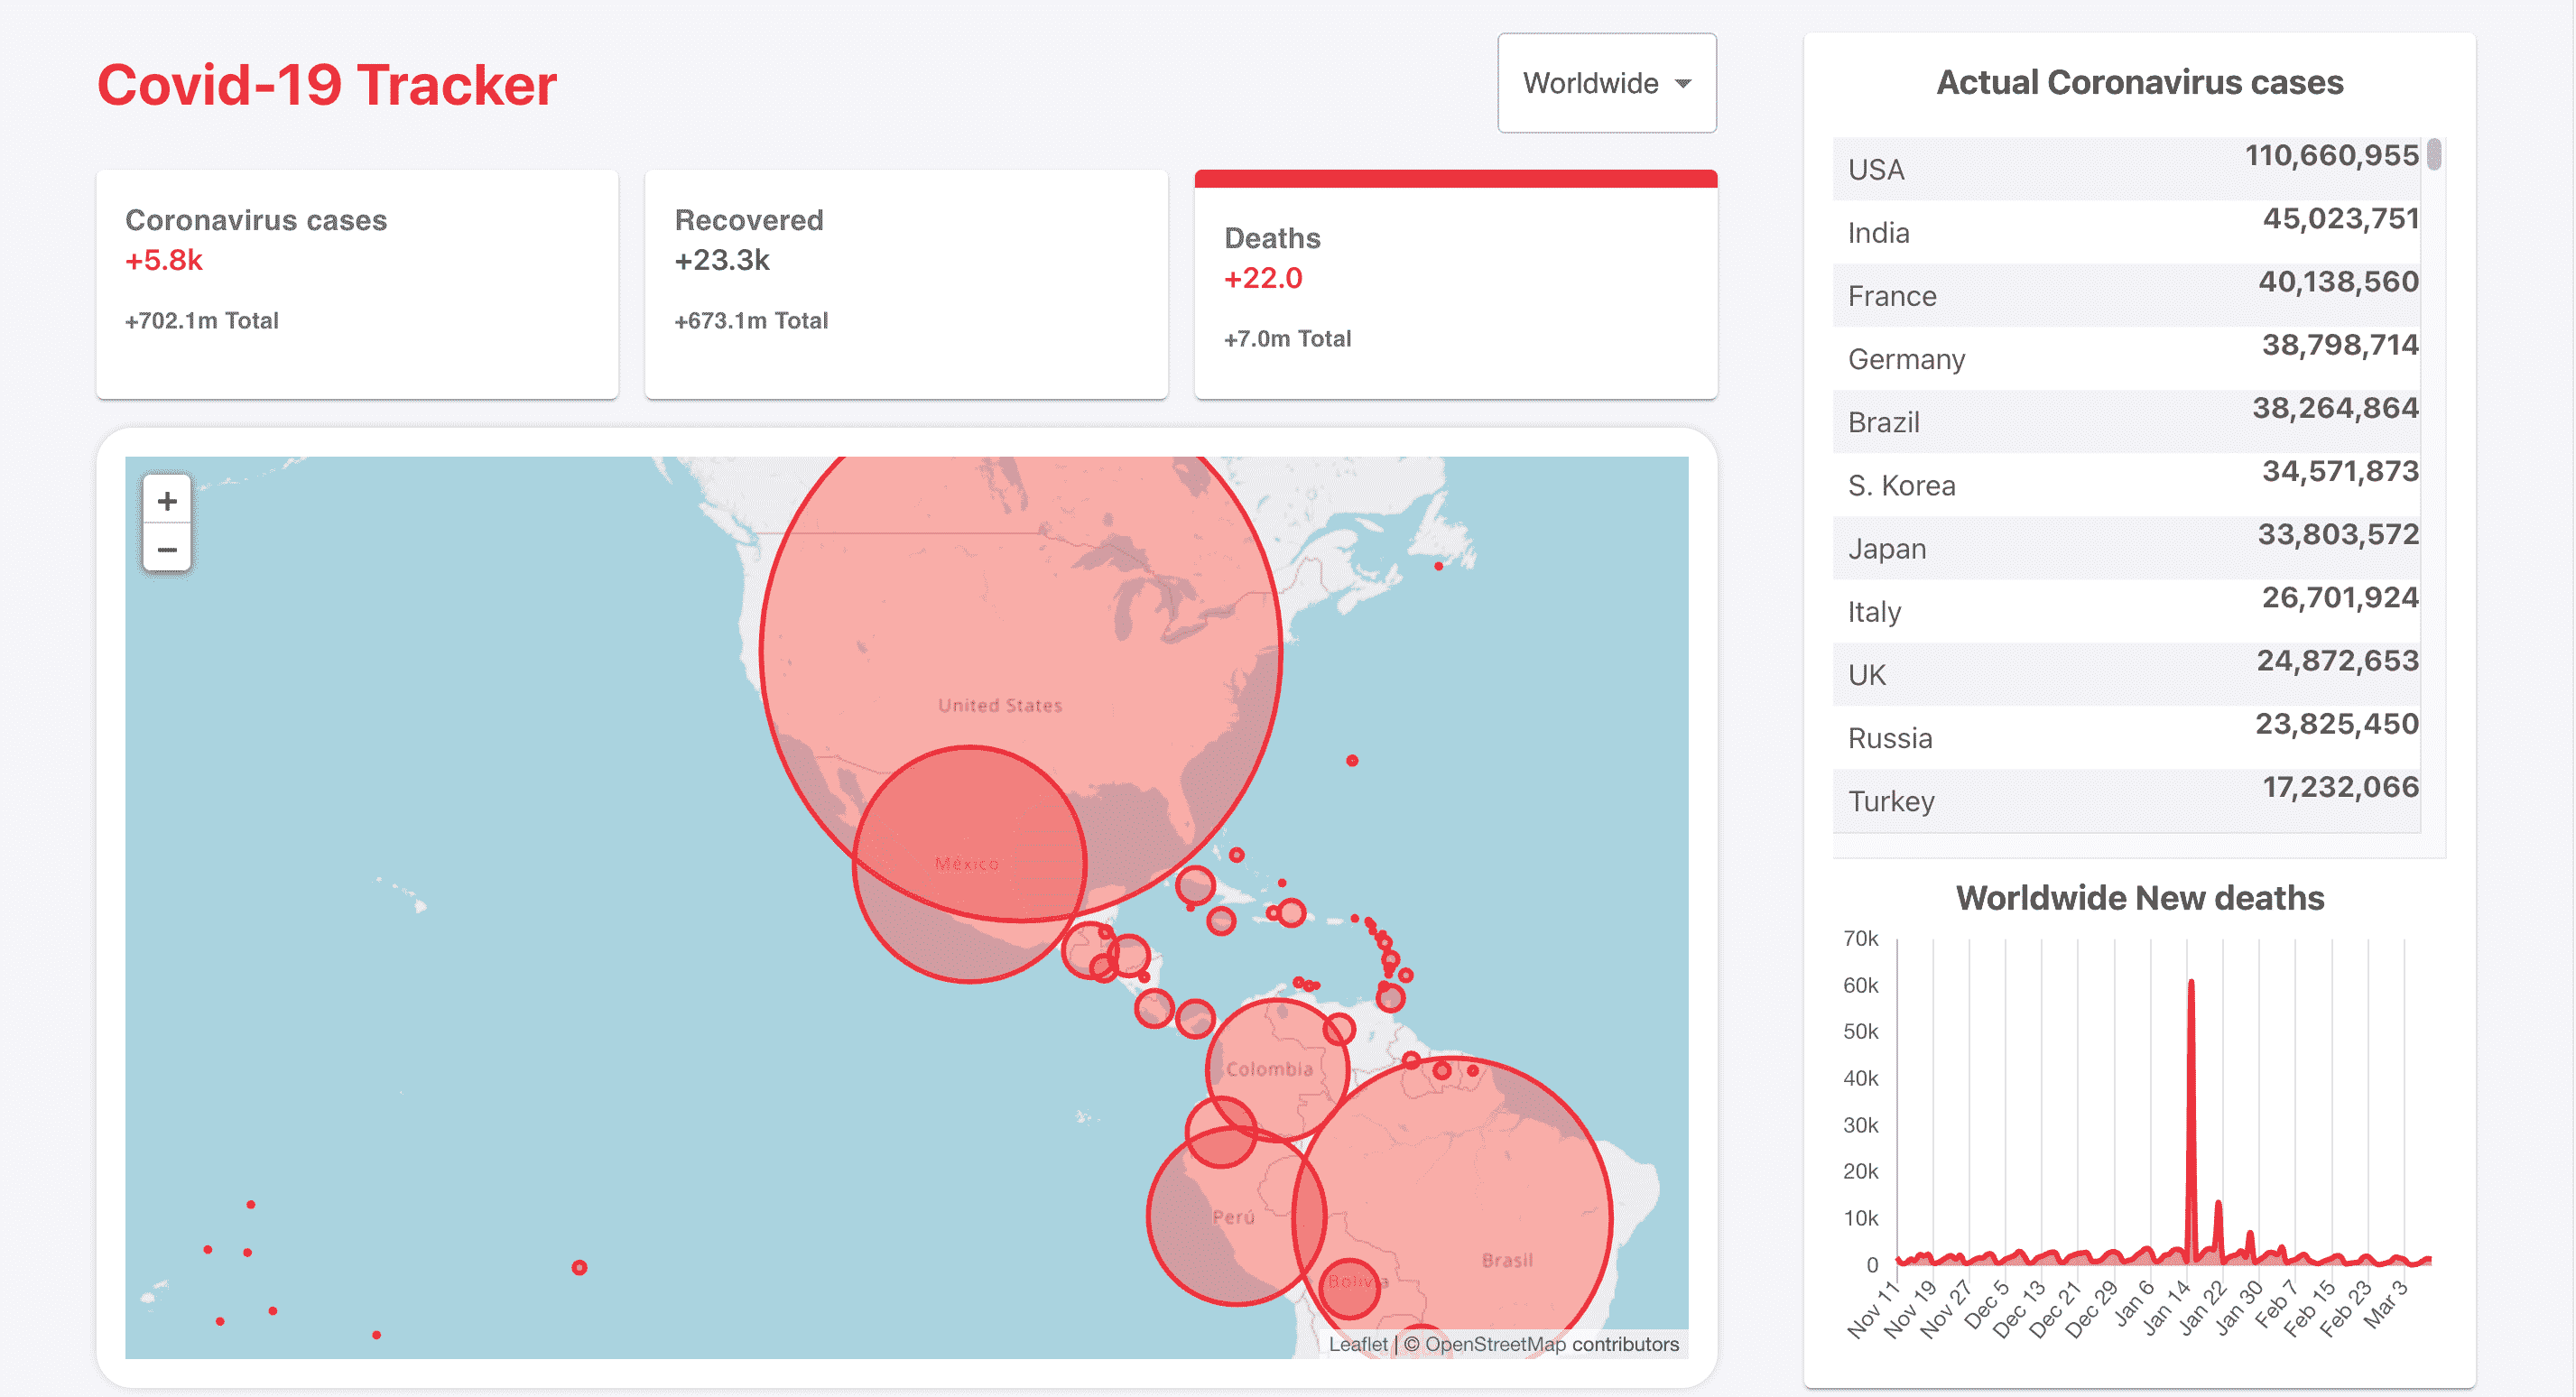 Covid-19 Tracker
Worldwide
Coronavirus cases
+5.8k
+702.1m Total
Recovered
+23.3k
+673.1m Total
Deaths
+22.0
+7.0m Total
+
−
United States
México
Colombia
Perú
Brasil
Bolivia
Leaflet | © OpenStreetMap contributors
Actual Coronavirus cases
USA 110,660,955
India 45,023,751
France 40,138,560
Germany 38,798,714
Brazil 38,264,864
S. Korea 34,571,873
Japan 33,803,572
Italy 26,701,924
UK 24,872,653
Russia 23,825,450
Turkey 17,232,066
Worldwide New deaths
70k
60k
50k
40k
30k
20k
10k
0
Nov 11
Nov 19
Nov 27
Dec 5
Dec 13
Dec 21
Dec 29
Jan 6
Jan 14
Jan 22
Jan 30
Feb 7
Feb 15
Feb 23
Mar 3